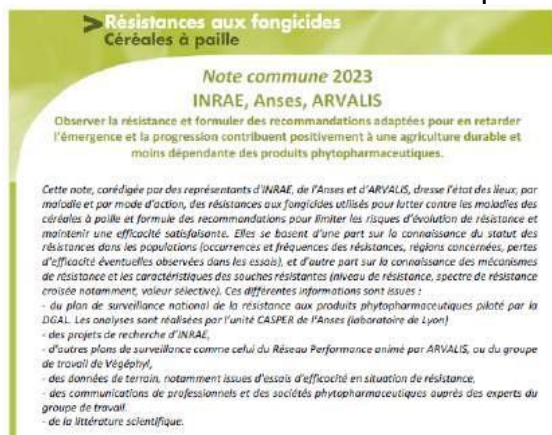 >Résistances aux fongicides
Céréales à paille
Note commune 2023
INRAE, Anses, ARVALIS
Observer la résistance et formuler des recommandations adaptées pour en retarder
l'émergence et la progression contribuent positivement à une agriculture durable et
moins dépendante des produits phytopharmaceutiques.
Cette note, corédigée par des représentants d'INRAE, de l'Anses et d'ARVALIS, dresse l'état des lieux, par
maladie et par mode d'action, des résistances aux fongicides utilisés pour lutter contre les maladies des
céréales à paille et formule des recommandations pour limiter les risques d'évolution de résistance et
maintenir une efficacité satisfaisante. Elles se basent d'une part sur la connaissance du statut des
résistances dans les populations (occurrences et fréquences des résistances, régions concernées, pertes
d'efficacité éventuelles observées dans les essais), et d'autre part sur la connaissance des mécanismes
de résistance et les caractéristiques des souches résistantes (niveau de résistance, spectre de résistance
croisée notamment, valeur sélective). Ces différentes informations sont issues :
- du plan de surveillance national de la résistance aux produits phytopharmaceutiques piloté par la
DGAL. Les analyses sont réalisées par l'unité CASPER de l'Anses (laboratoire de Lyon)
- des projets de recherche d'INRAE,
- d'autres plans de surveillance comme celui du Réseau Performance animé par ARVALIS, ou du groupe
de travail de Végéphyl,
- des données de terrain, notamment issues d'essais d'efficacité en situation de résistance,
- des communications de professionnels et des sociétés phytopharmaceutiques auprès des experts du
groupe de travail.
- de la littérature scientifique.